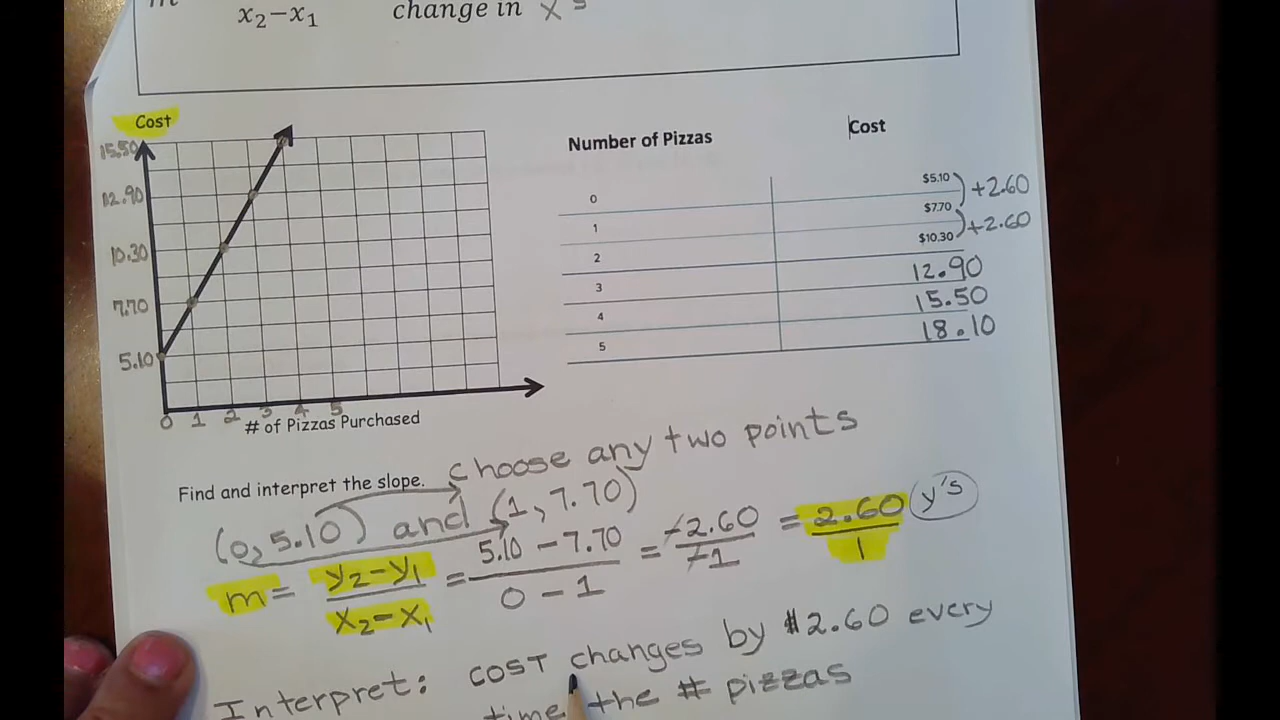 m
x₂−x₁
change in x's
Cost
15.50
12.90
10.30
7.70
5.10
0 1 2 3 4 5
# of Pizzas Purchased
Number of Pizzas Cost
0 $5.10
1 $7.70
2 $10.30
3 12.90
4 15.50
5 18.10
+2.60
+2.60
Find and interpret the slope. choose any two points
(0, 5.10) and (1, 7.70)
m = y₂−y₁ = 5.10 − 7.70 = -2.60 = 2.60 y's
x₂−x₁ 0 − 1 -1 1
Interpret: cost changes by $2.60 every
time the # pizzas